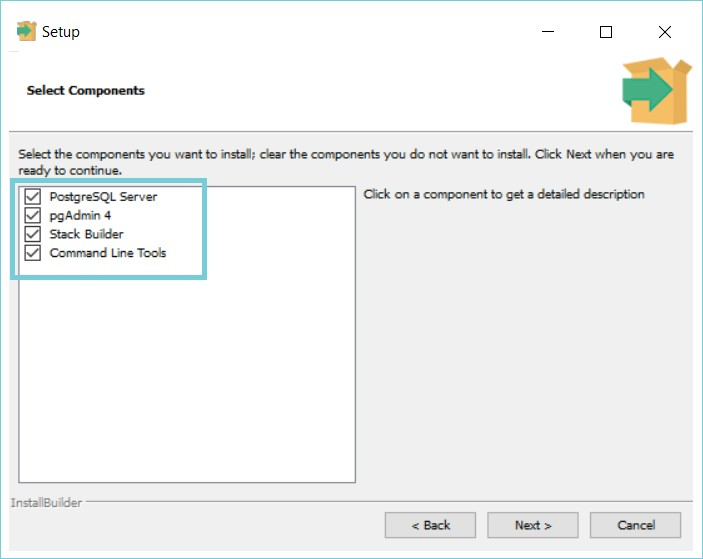 Setup
Select Components
Select the components you want to install; clear the components you do not want to install. Click Next when you are
ready to continue.
PostgreSQL Server
pgAdmin 4
Stack Builder
Command Line Tools
Click on a component to get a detailed description
InstallBuilder
< Back
Next >
Cancel